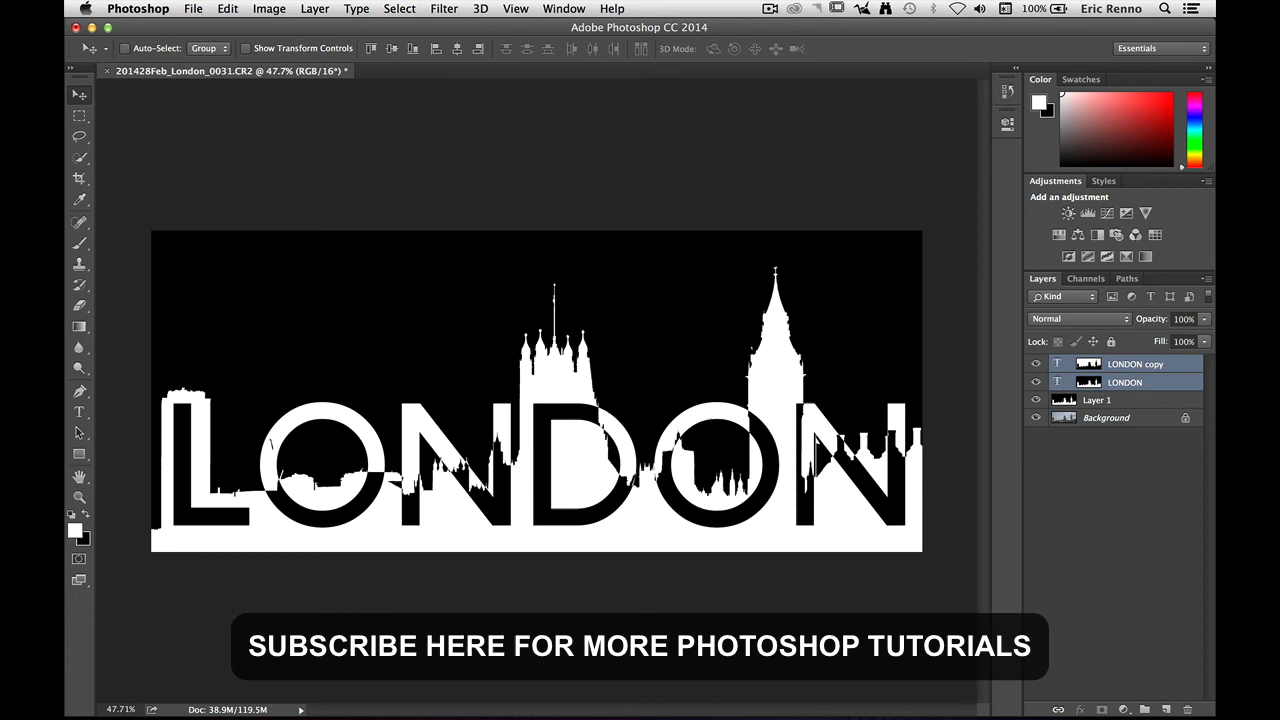 Photoshop File Edit Image Layer Type Select Filter 3D View Window Help 100% Eric Renno
Adobe Photoshop CC 2014
Auto-Select: Group Show Transform Controls 3D Mode: Essentials
201428Feb_London_0031.CR2 @ 47.7% (RGB/16*) *
Color Swatches
Adjustments Styles
Add an adjustment
Layers Channels Paths
Kind
Normal Opacity: 100%
Lock: Fill: 100%
T LONDON copy
T LONDON
Layer 1
Background
LONDON
SUBSCRIBE HERE FOR MORE PHOTOSHOP TUTORIALS
47.71% Doc: 38.9M/119.5M